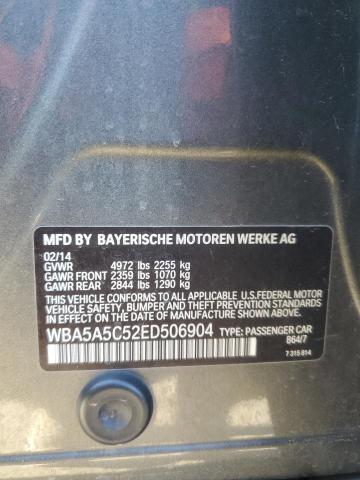 MFD BY BAYERISCHE MOTOREN WERKE AG
02/14
GVWR 4972 lbs 2255 kg
GAWR FRONT 2359 lbs 1070 kg
GAWR REAR 2844 lbs 1290 kg
THIS VEHICLE CONFORMS TO ALL APPLICABLE U.S.FEDERAL MOTOR
VEHICLE SAFETY, BUMPER AND THEFT PREVENTION STANDARDS
IN EFFECT ON THE DATE OF MANUFACTURE SHOWN ABOVE.
WBA5A5C52ED506904 TYPE: PASSENGER CAR
B64/7
7 315 814